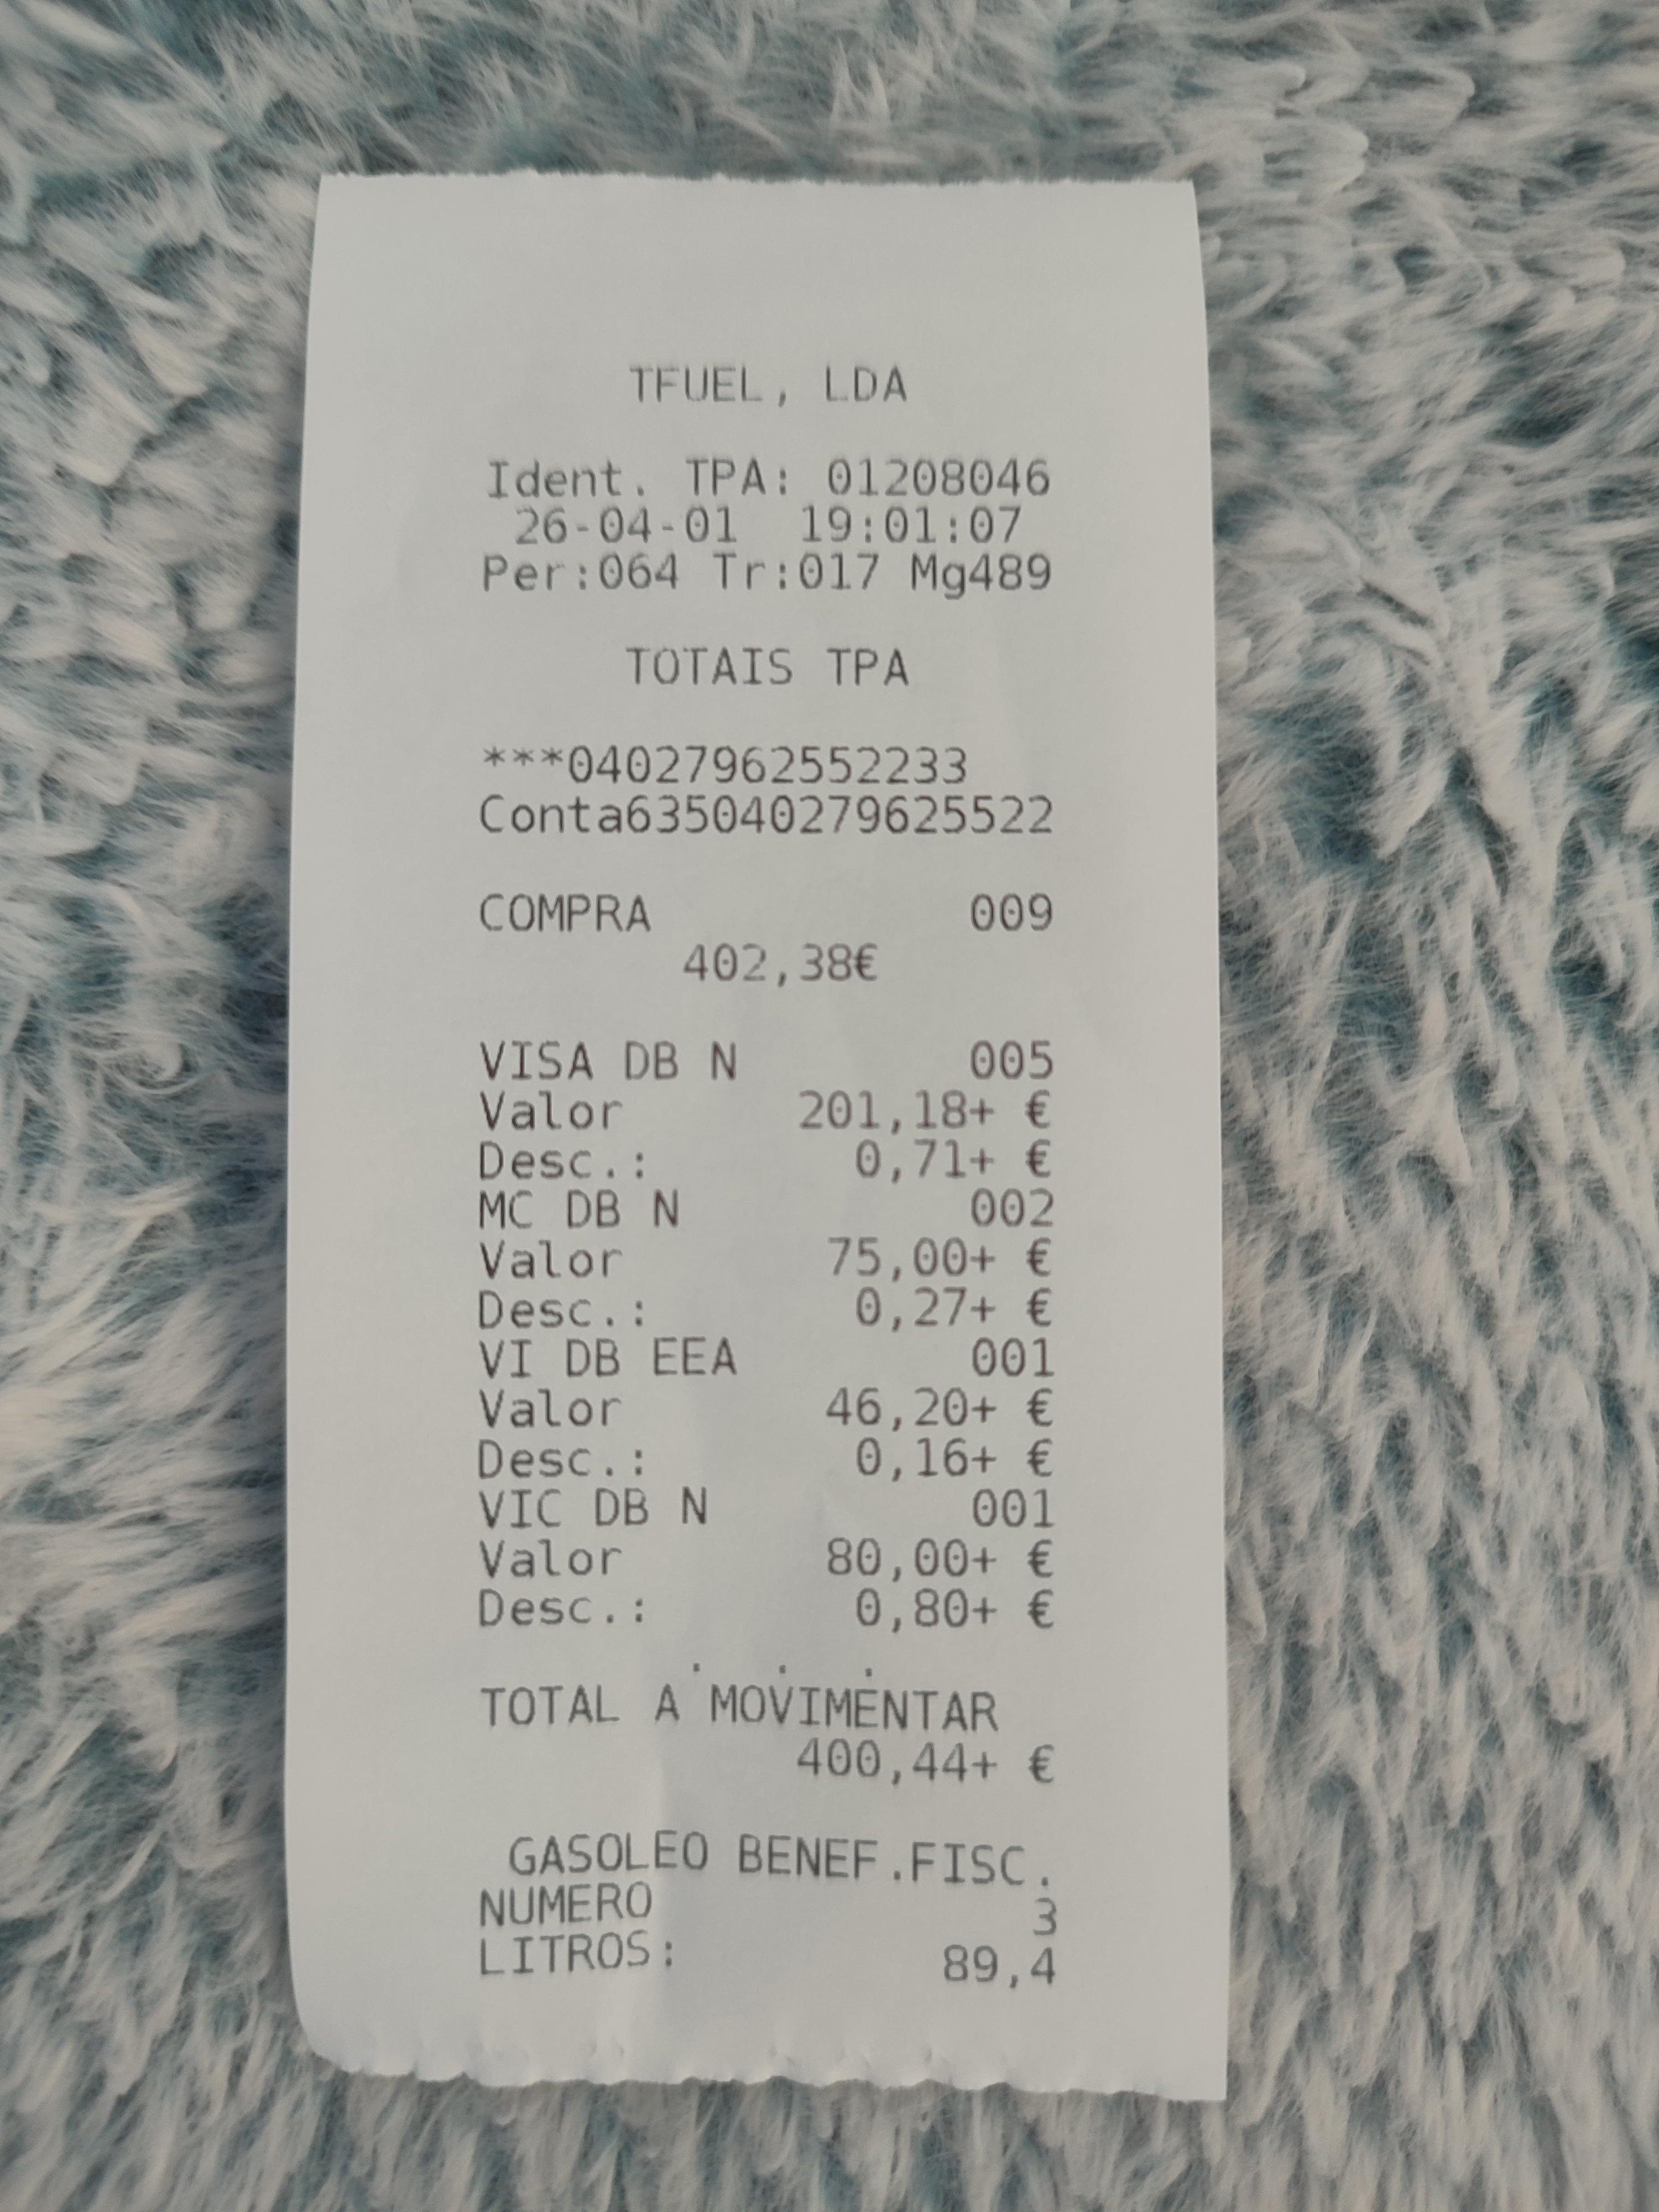 TFUEL, LDA
Ident. TPA: 01208046
26-04-01 19:01:07
Per:064 Tr:017 Mg489
TOTAIS TPA
***04027962552233
Conta635040279625522
COMPRA 009
402,38€
VISA DB N 005
Valor 201,18+ €
Desc.: 0,71+ €
MC DB N 002
Valor 75,00+ €
Desc.: 0,27+ €
VI DB EEA 001
Valor 46,20+ €
Desc.: 0,16+ €
VIC DB N 001
Valor 80,00+ €
Desc.: 0,80+ €
. . .
TOTAL A MOVIMENTAR
400,44+ €
GASOLEO BENEF.FISC.
NUMERO 3
LITROS: 89,4